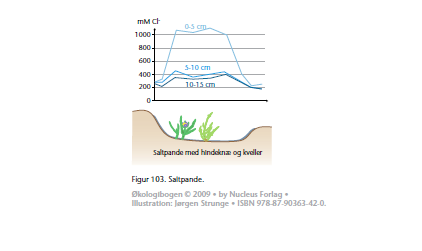 mM Cl⁻
0-5 cm
1000
800
600
5-10 cm
400
10-15 cm
200
0
Saltpande med hindeknæ og kveller
Figur 103. Saltpande.
Økologibogen © 2009 • by Nucleus Forlag •
Illustration: Jørgen Strunge • ISBN 978-87-90363-42-0.